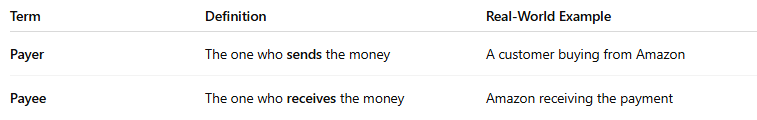 Term Definition Real-World Example
Payer The one who sends the money A customer buying from Amazon
Payee The one who receives the money Amazon receiving the payment